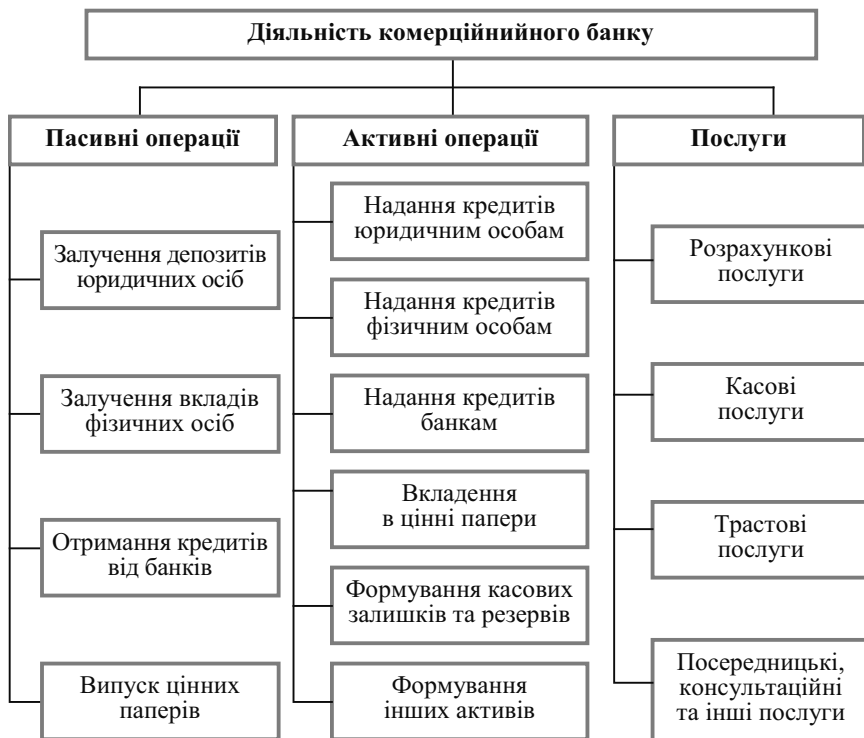 Діяльність комерційнийного банку
Пасивні операції
Залучення депозитів
юридичних осіб
Залучення вкладів
фізичних осіб
Отримання кредитів
від банків
Випуск цінних
паперів
Активні операції
Надання кредитів
юридичним особам
Надання кредитів
фізичним особам
Надання кредитів
банкам
Вкладення
в цінні папери
Формування касових
залишків та резервів
Формування
інших активів
Послуги
Розрахункові
послуги
Касові
послуги
Трастові
послуги
Посередницькі,
консультаційні
та інші послуги